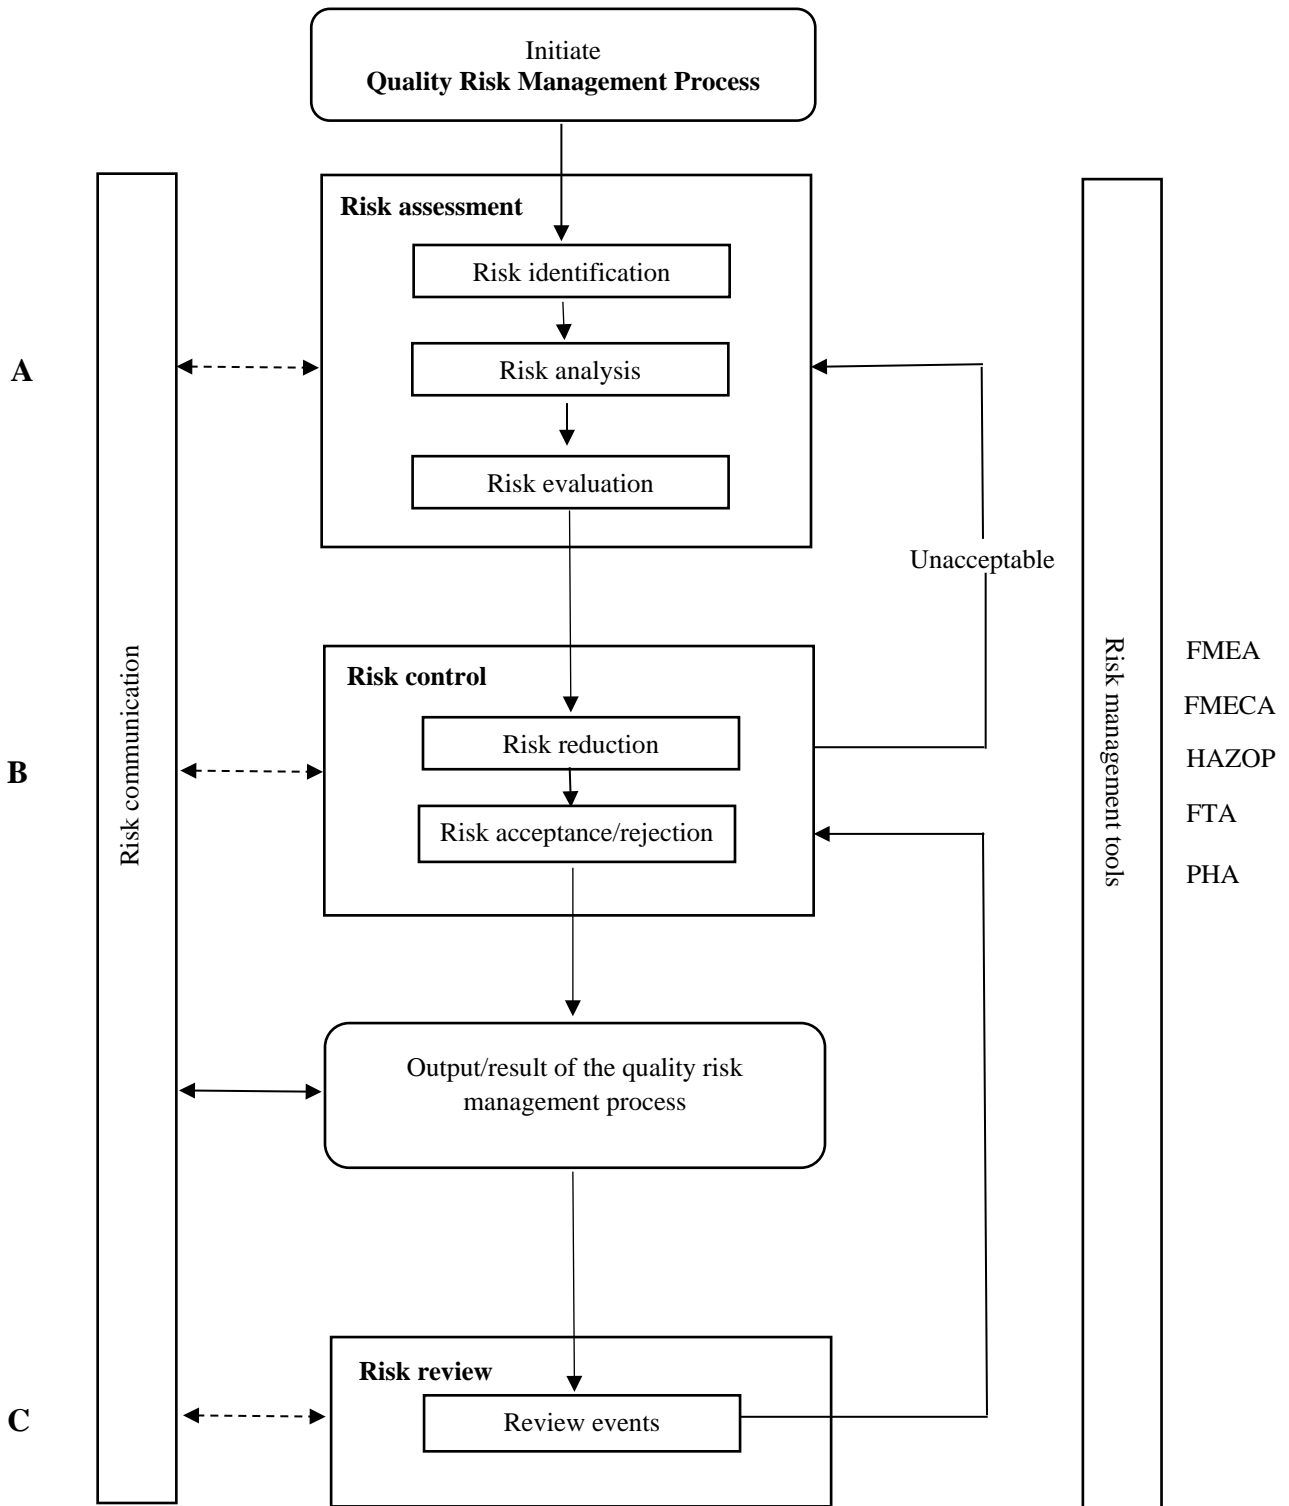 Initiate
Quality Risk Management Process
Risk assessment
Risk identification
A
Risk analysis
Risk evaluation
Unacceptable
Risk communication
Risk management tools
FMEA
FMECA
HAZOP
FTA
PHA
Risk control
B
Risk reduction
Risk acceptance/rejection
Output/result of the quality risk
management process
Risk review
C
Review events